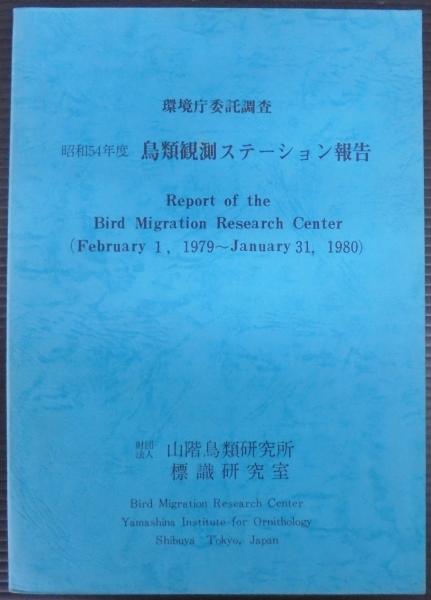 環境庁委託調査
昭和54年度 鳥類観測ステーション報告
Report of the
Bird Migration Research Center
(February 1, 1979~January 31, 1980)
財団法人 山階鳥類研究所
標識研究室
Bird Migration Research Center
Yamashina Institute for Ornithology
Shibuya Tokyo, Japan